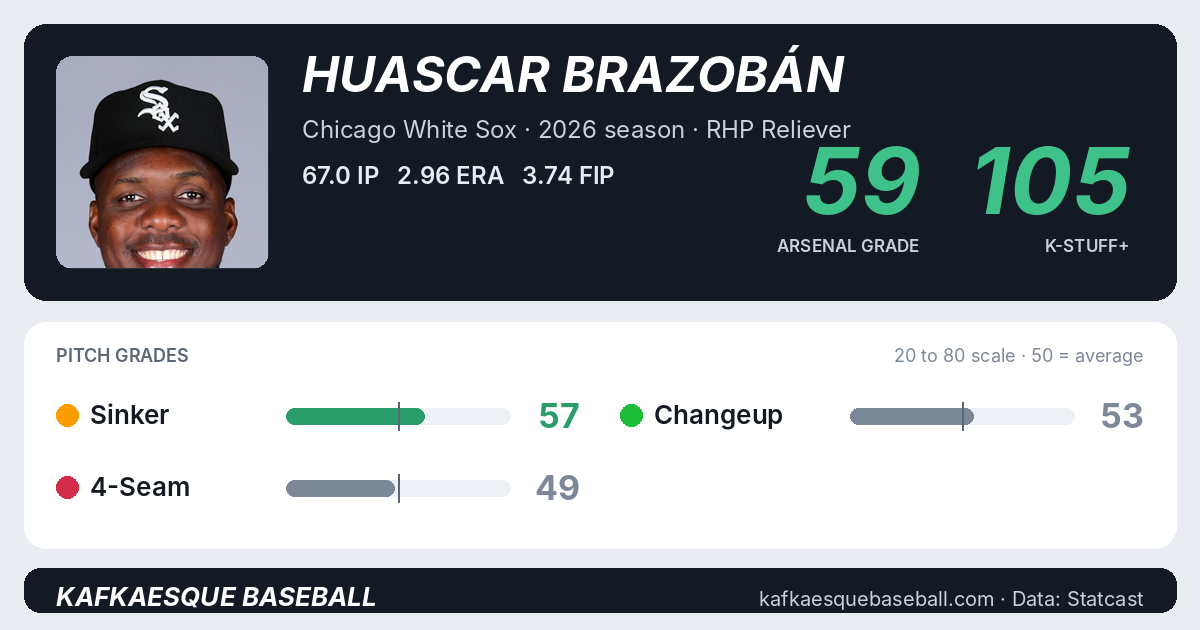 HUASCAR BRAZOBÁN
Chicago White Sox · 2026 season · RHP Reliever
67.0 IP 2.96 ERA 3.74 FIP
59 105
ARSENAL GRADE K-STUFF+
Sox
PITCH GRADES 20 to 80 scale · 50 = average
Sinker 57 Changeup 53
4-Seam 49
KAFKAESQUE BASEBALL kafkaesquebaseball.com · Data: Statcast